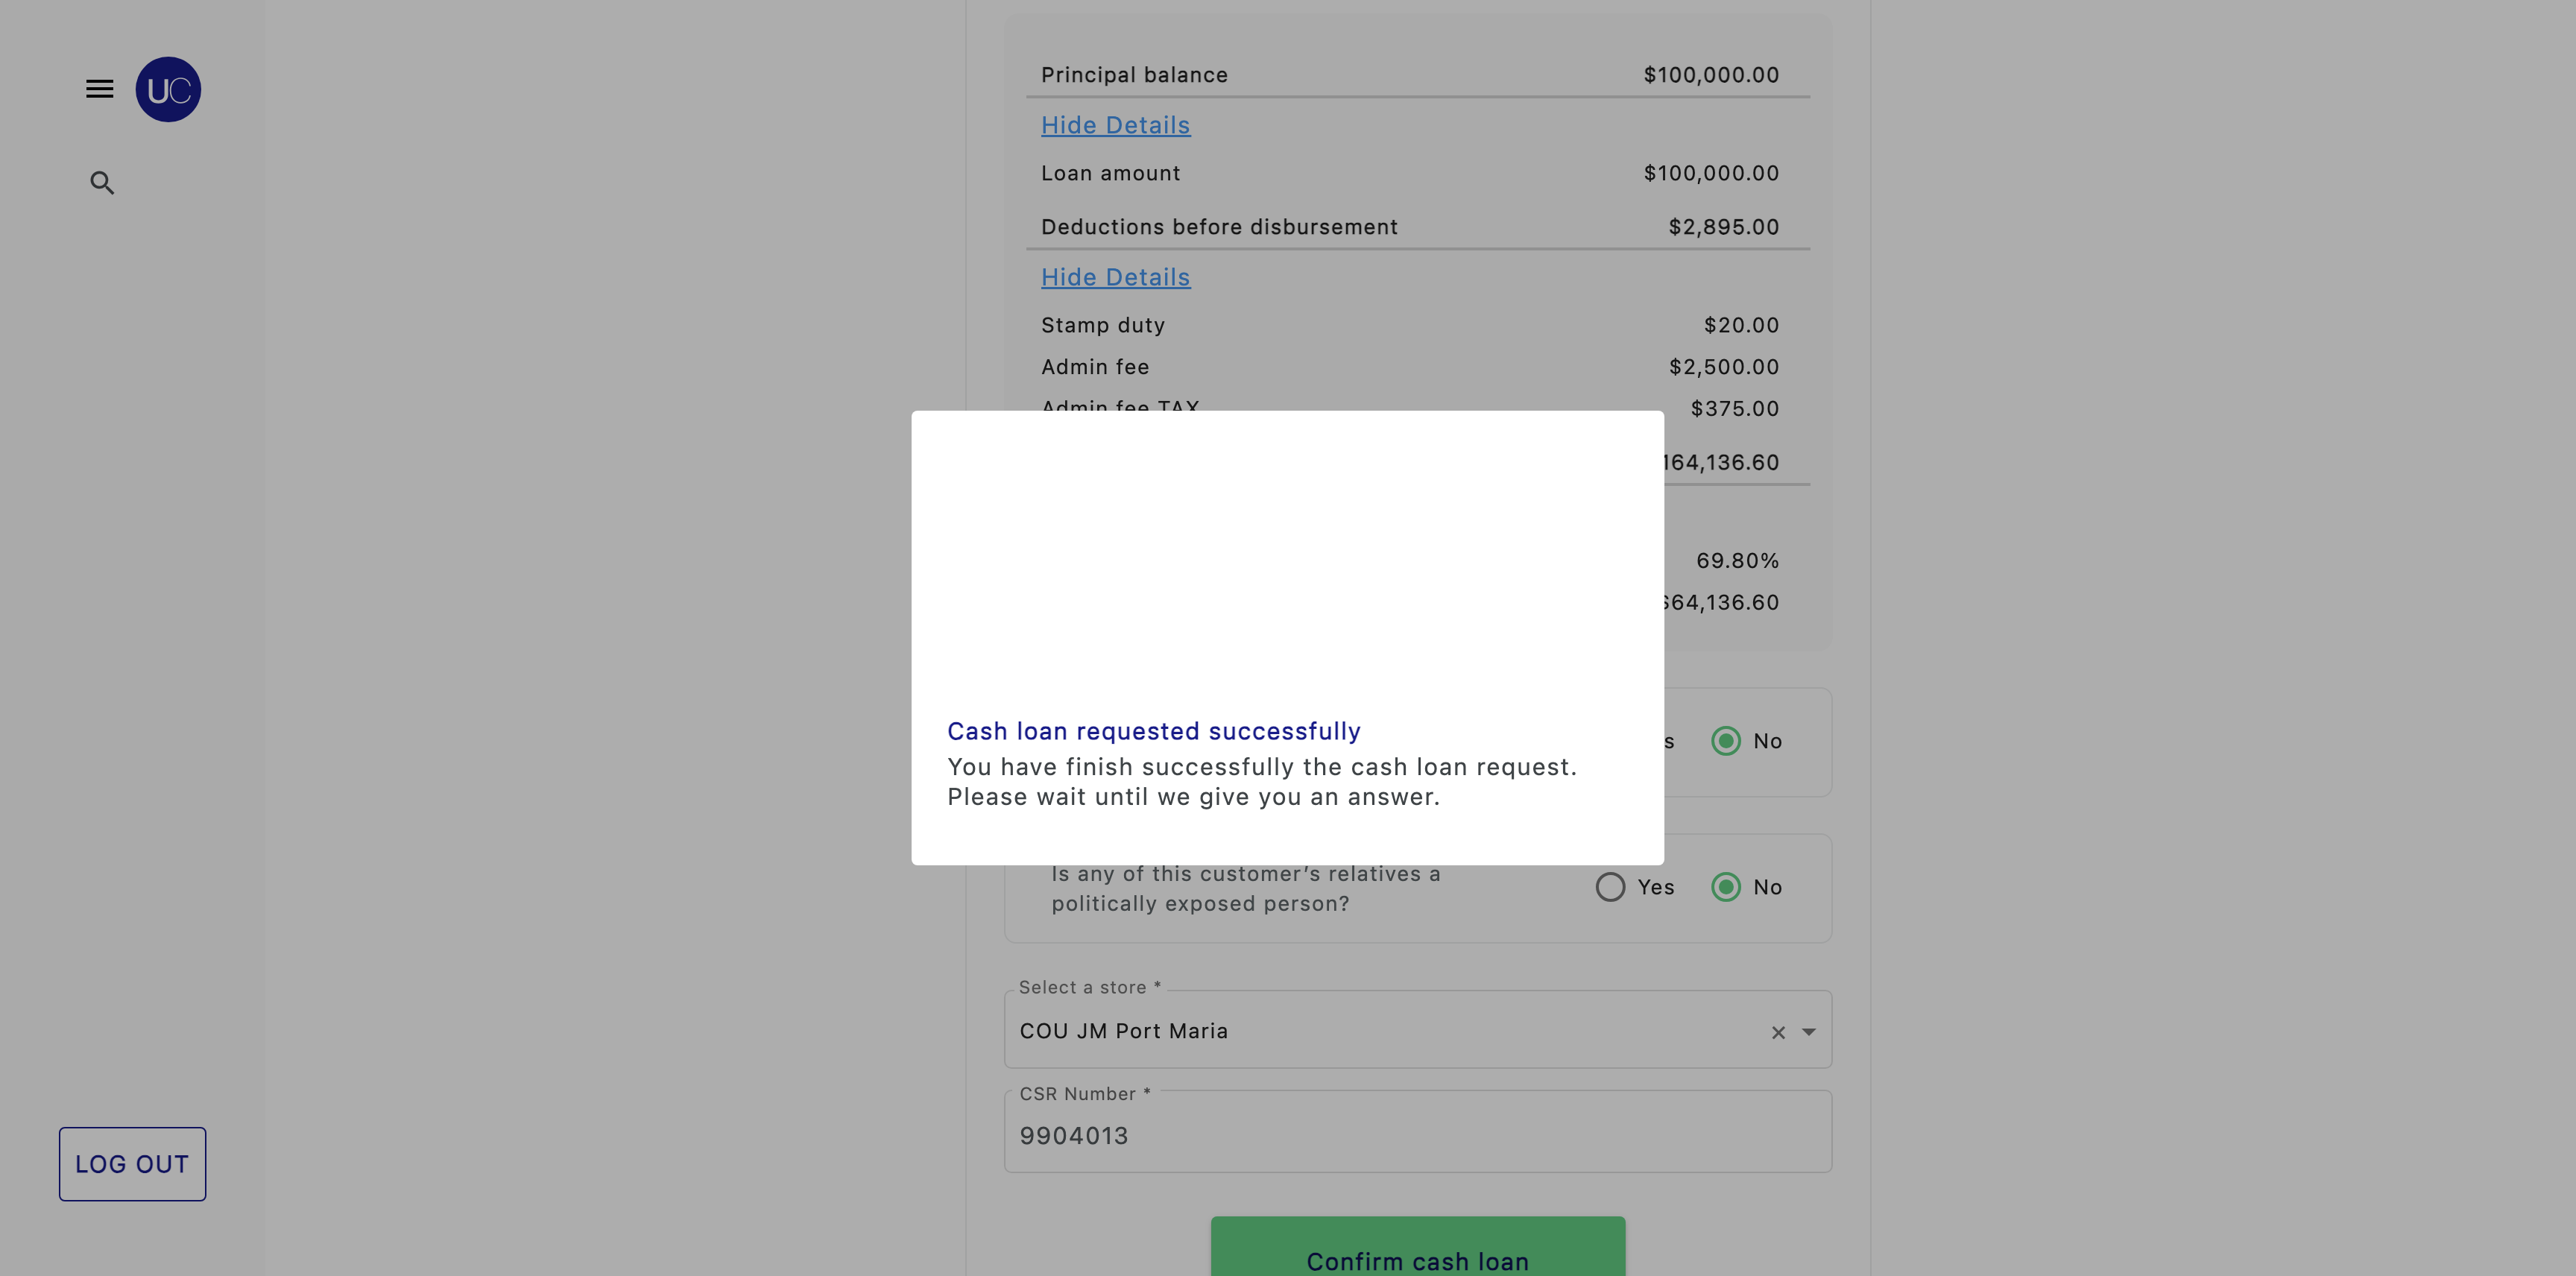 UC
Principal balance $100,000.00
Hide Details
Loan amount $100,000.00
Deductions before disbursement $2,895.00
Hide Details
Stamp duty $20.00
Admin fee $2,500.00
Admin fee TAX $375.00
164,136.60
69.80%
$64,136.60
Cash loan requested successfully
You have finish successfully the cash loan request.
Please wait until we give you an answer.
s No
Is any of this customer’s relatives a
politically exposed person?
Yes No
Select a store *
COU JM Port Maria
CSR Number *
9904013
LOG OUT
Confirm cash loan